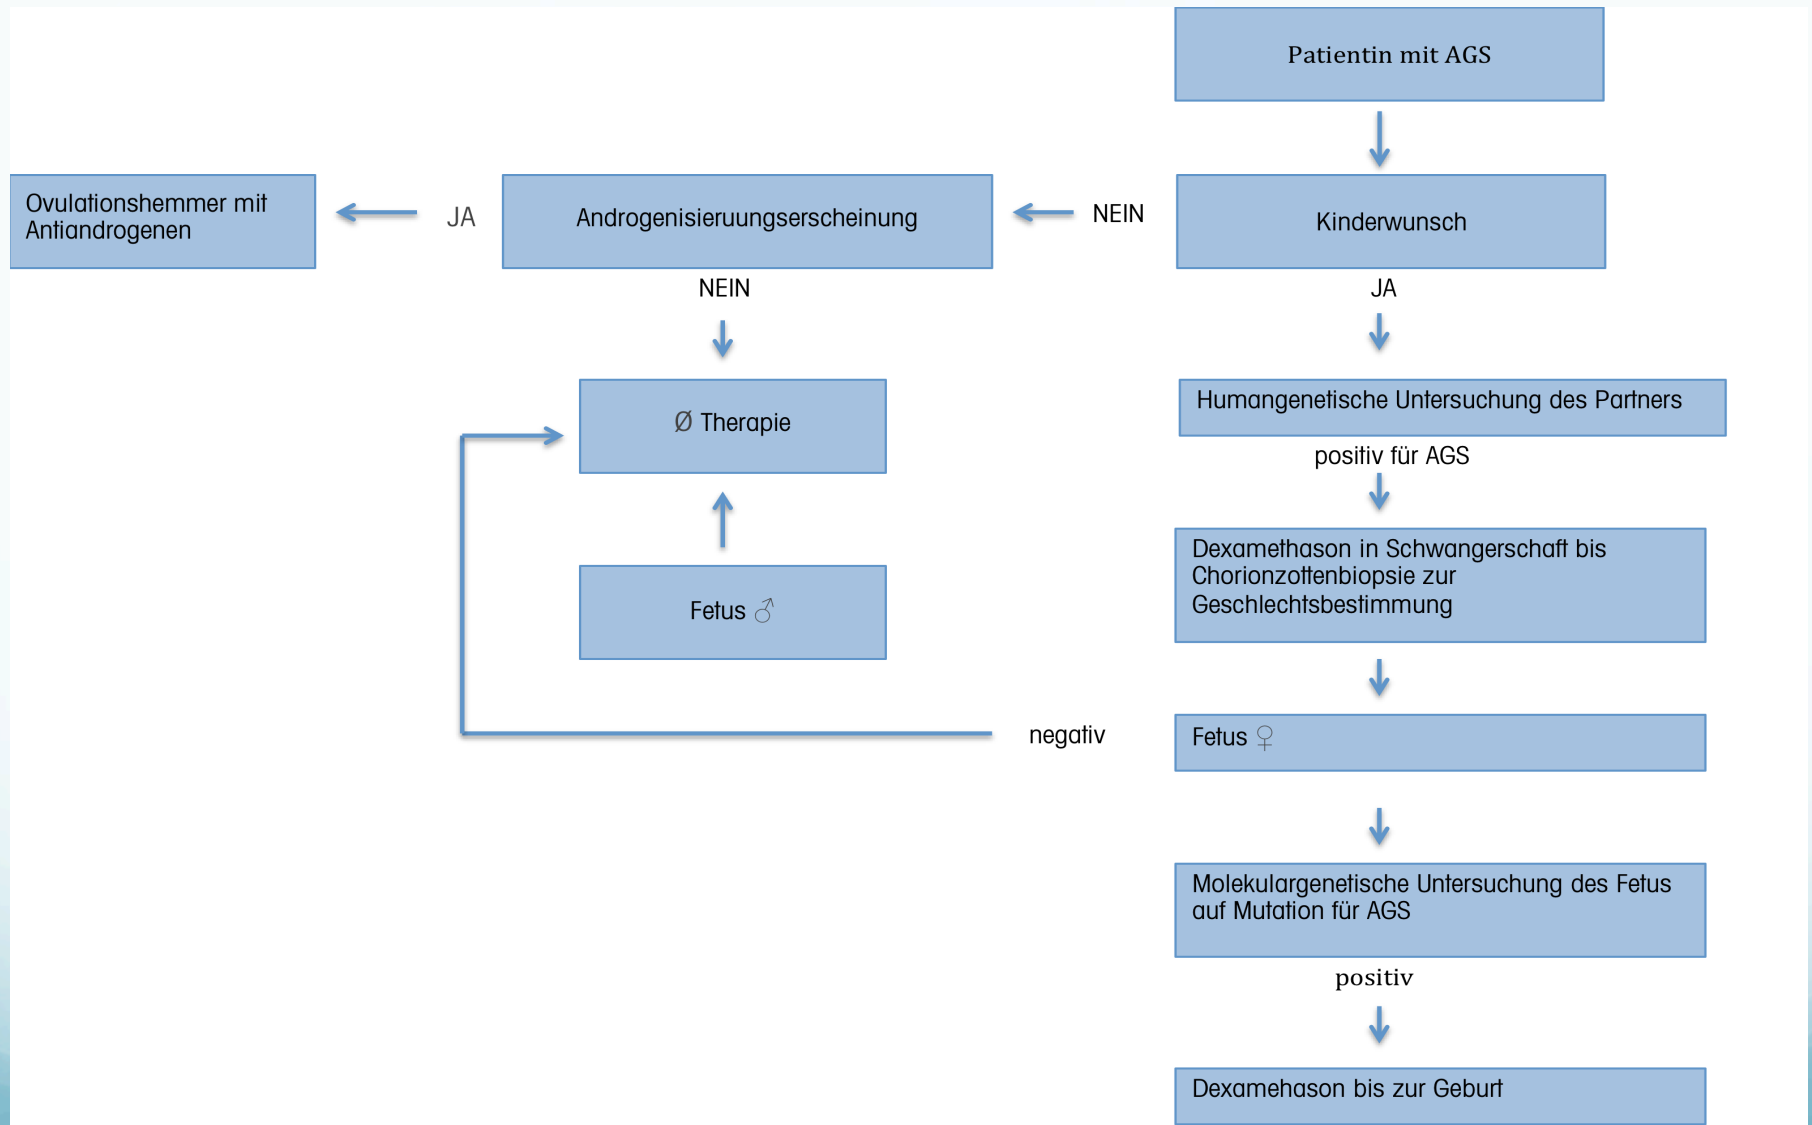 Patientin mit AGS
Ovulationshemmer mit
Antiandrogenen
JA
Androgenisieruungserscheinung
NEIN
Kinderwunsch
NEIN
JA
Ø Therapie
Humangenetische Untersuchung des Partners
positiv für AGS
Dexamethason in Schwangerschaft bis
Chorionzottenbiopsie zur
Geschlechtsbestimmung
Fetus ♂
negativ
Fetus ♀
Molekulargenetische Untersuchung des Fetus
auf Mutation für AGS
positiv
Dexamehason bis zur Geburt